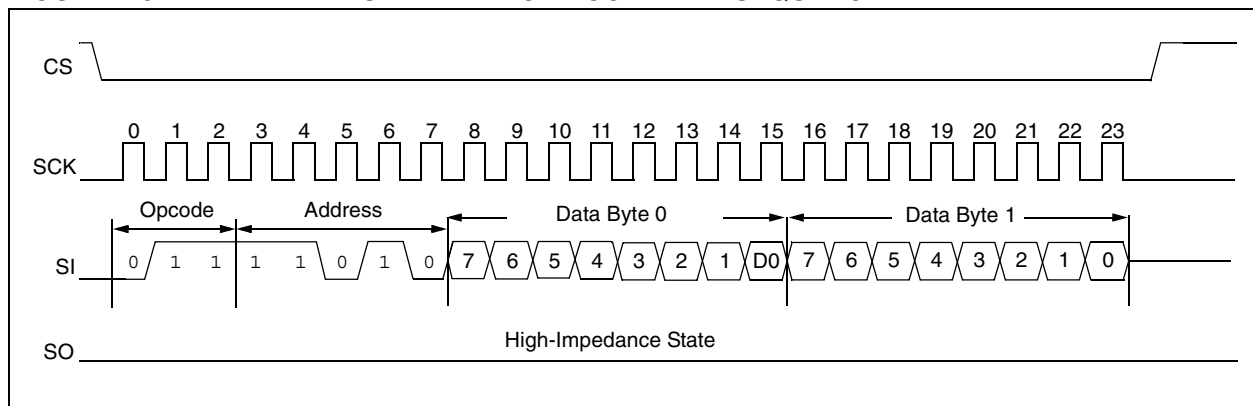 CS
0 1 2 3 4 5 6 7 8 9 10 11 12 13 14 15 16 17 18 19 20 21 22 23
SCK
Opcode Address Data Byte 0 Data Byte 1
SI 0 1 1 1 1 0 1 0 7 6 5 4 3 2 1 D0 7 6 5 4 3 2 1 0
High-Impedance State
SO